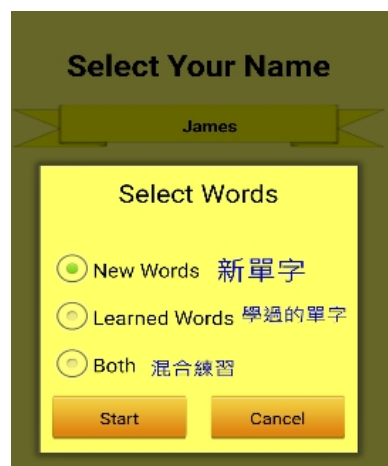 Select Your Name
James
Select Words
New Words 新單字
Learned Words 學過的單字
Both 混合練習
Start Cancel